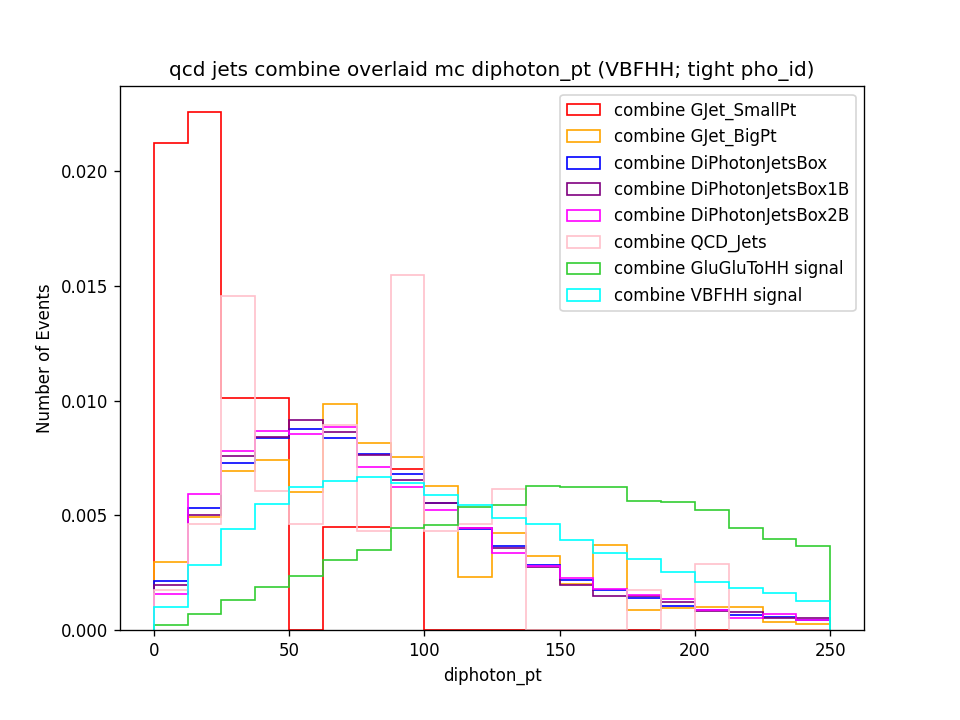 qcd jets combine overlaid mc diphoton_pt (VBFHH; tight pho_id)
combine GJet_SmallPt
combine GJet_BigPt
combine DiPhotonJetsBox
combine DiPhotonJetsBox1B
combine DiPhotonJetsBox2B
combine QCD_Jets
combine GluGluToHH signal
combine VBFHH signal
Number of Events
0.020
0.015
0.010
0.005
0.000
0 50 100 150 200 250
diphoton_pt